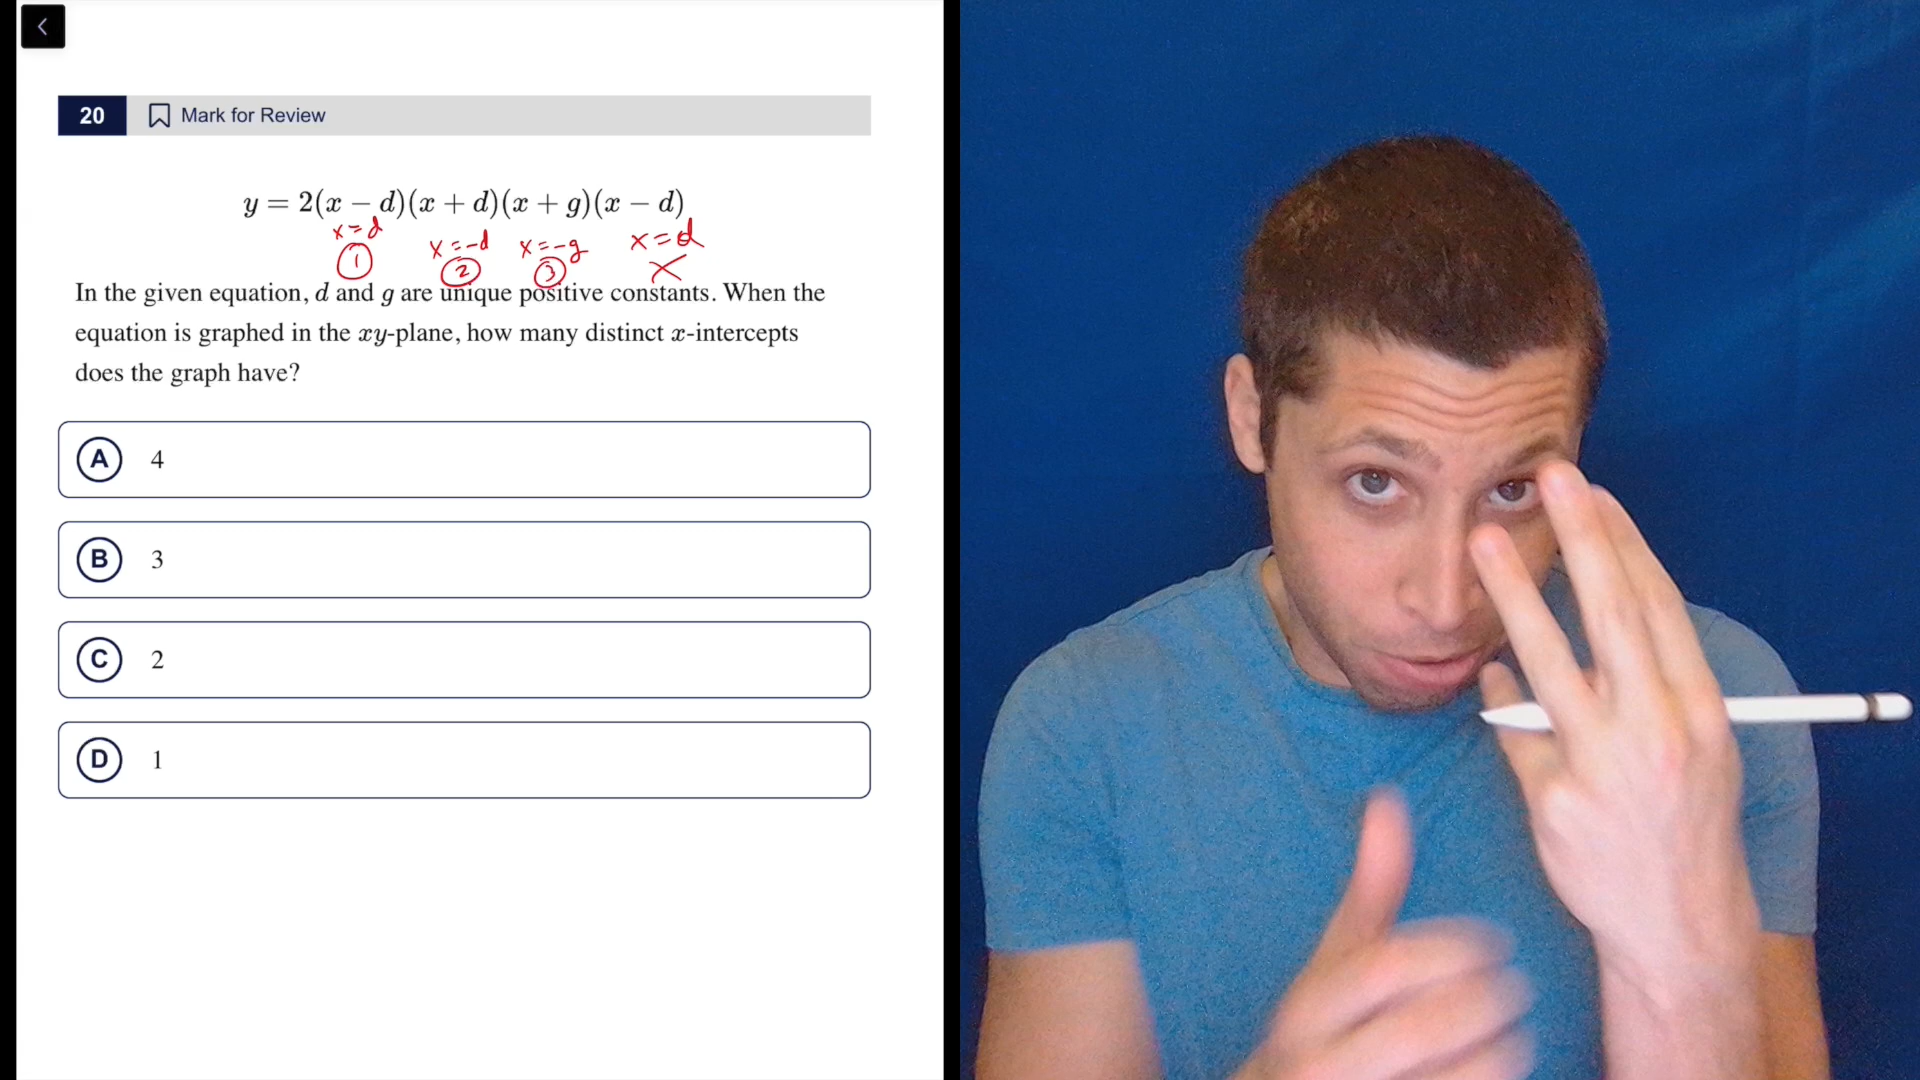 20 Mark for Review
y = 2(x − d)(x + d)(x + g)(x − d)
x=d x=-d x=-g x=d
1 2 3 X
In the given equation, d and g are unique positive constants. When the
equation is graphed in the xy-plane, how many distinct x-intercepts
does the graph have?
A 4
B 3
C 2
D 1